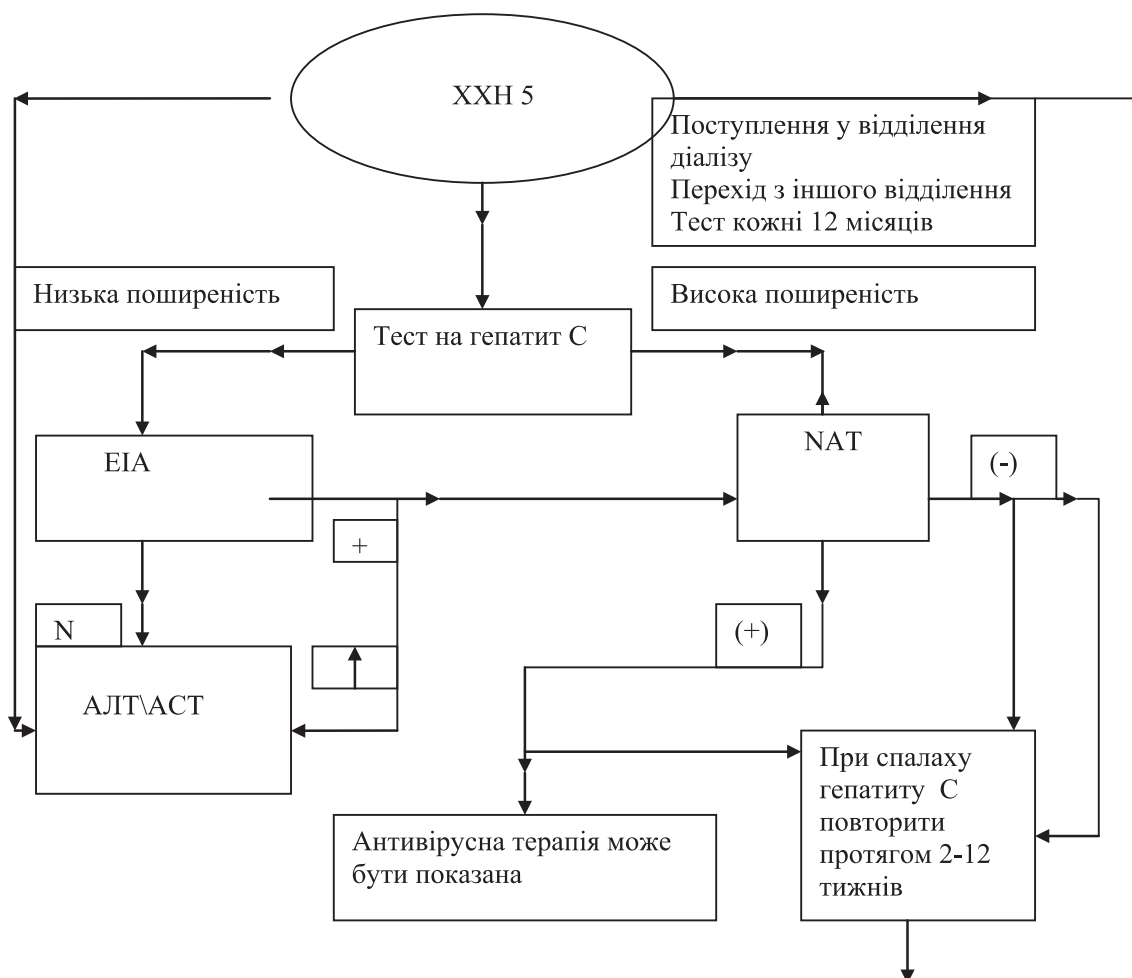 ХХН 5
Поступлення у відділення
діалізу
Перехід з іншого відділення
Тест кожні 12 місяців
Низька поширеність
Висока поширеність
Тест на гепатит С
EIA
NAT
(-)
+
N
(+)
АЛТ\АСТ
При спалаху
гепатиту С
повторити
протягом 2-12
тижнів
Антивірусна терапія може
бути показана